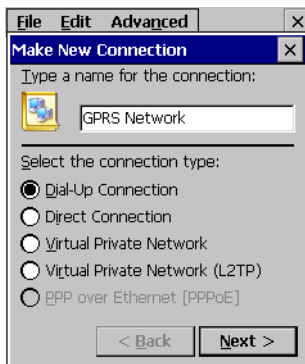 File Edit Advanced ×
Make New Connection ×
Type a name for the connection:
GPRS Network
Select the connection type:
Dial-Up Connection
Direct Connection
Virtual Private Network
Virtual Private Network (L2TP)
PPP over Ethernet [PPPoE]
< Back Next >